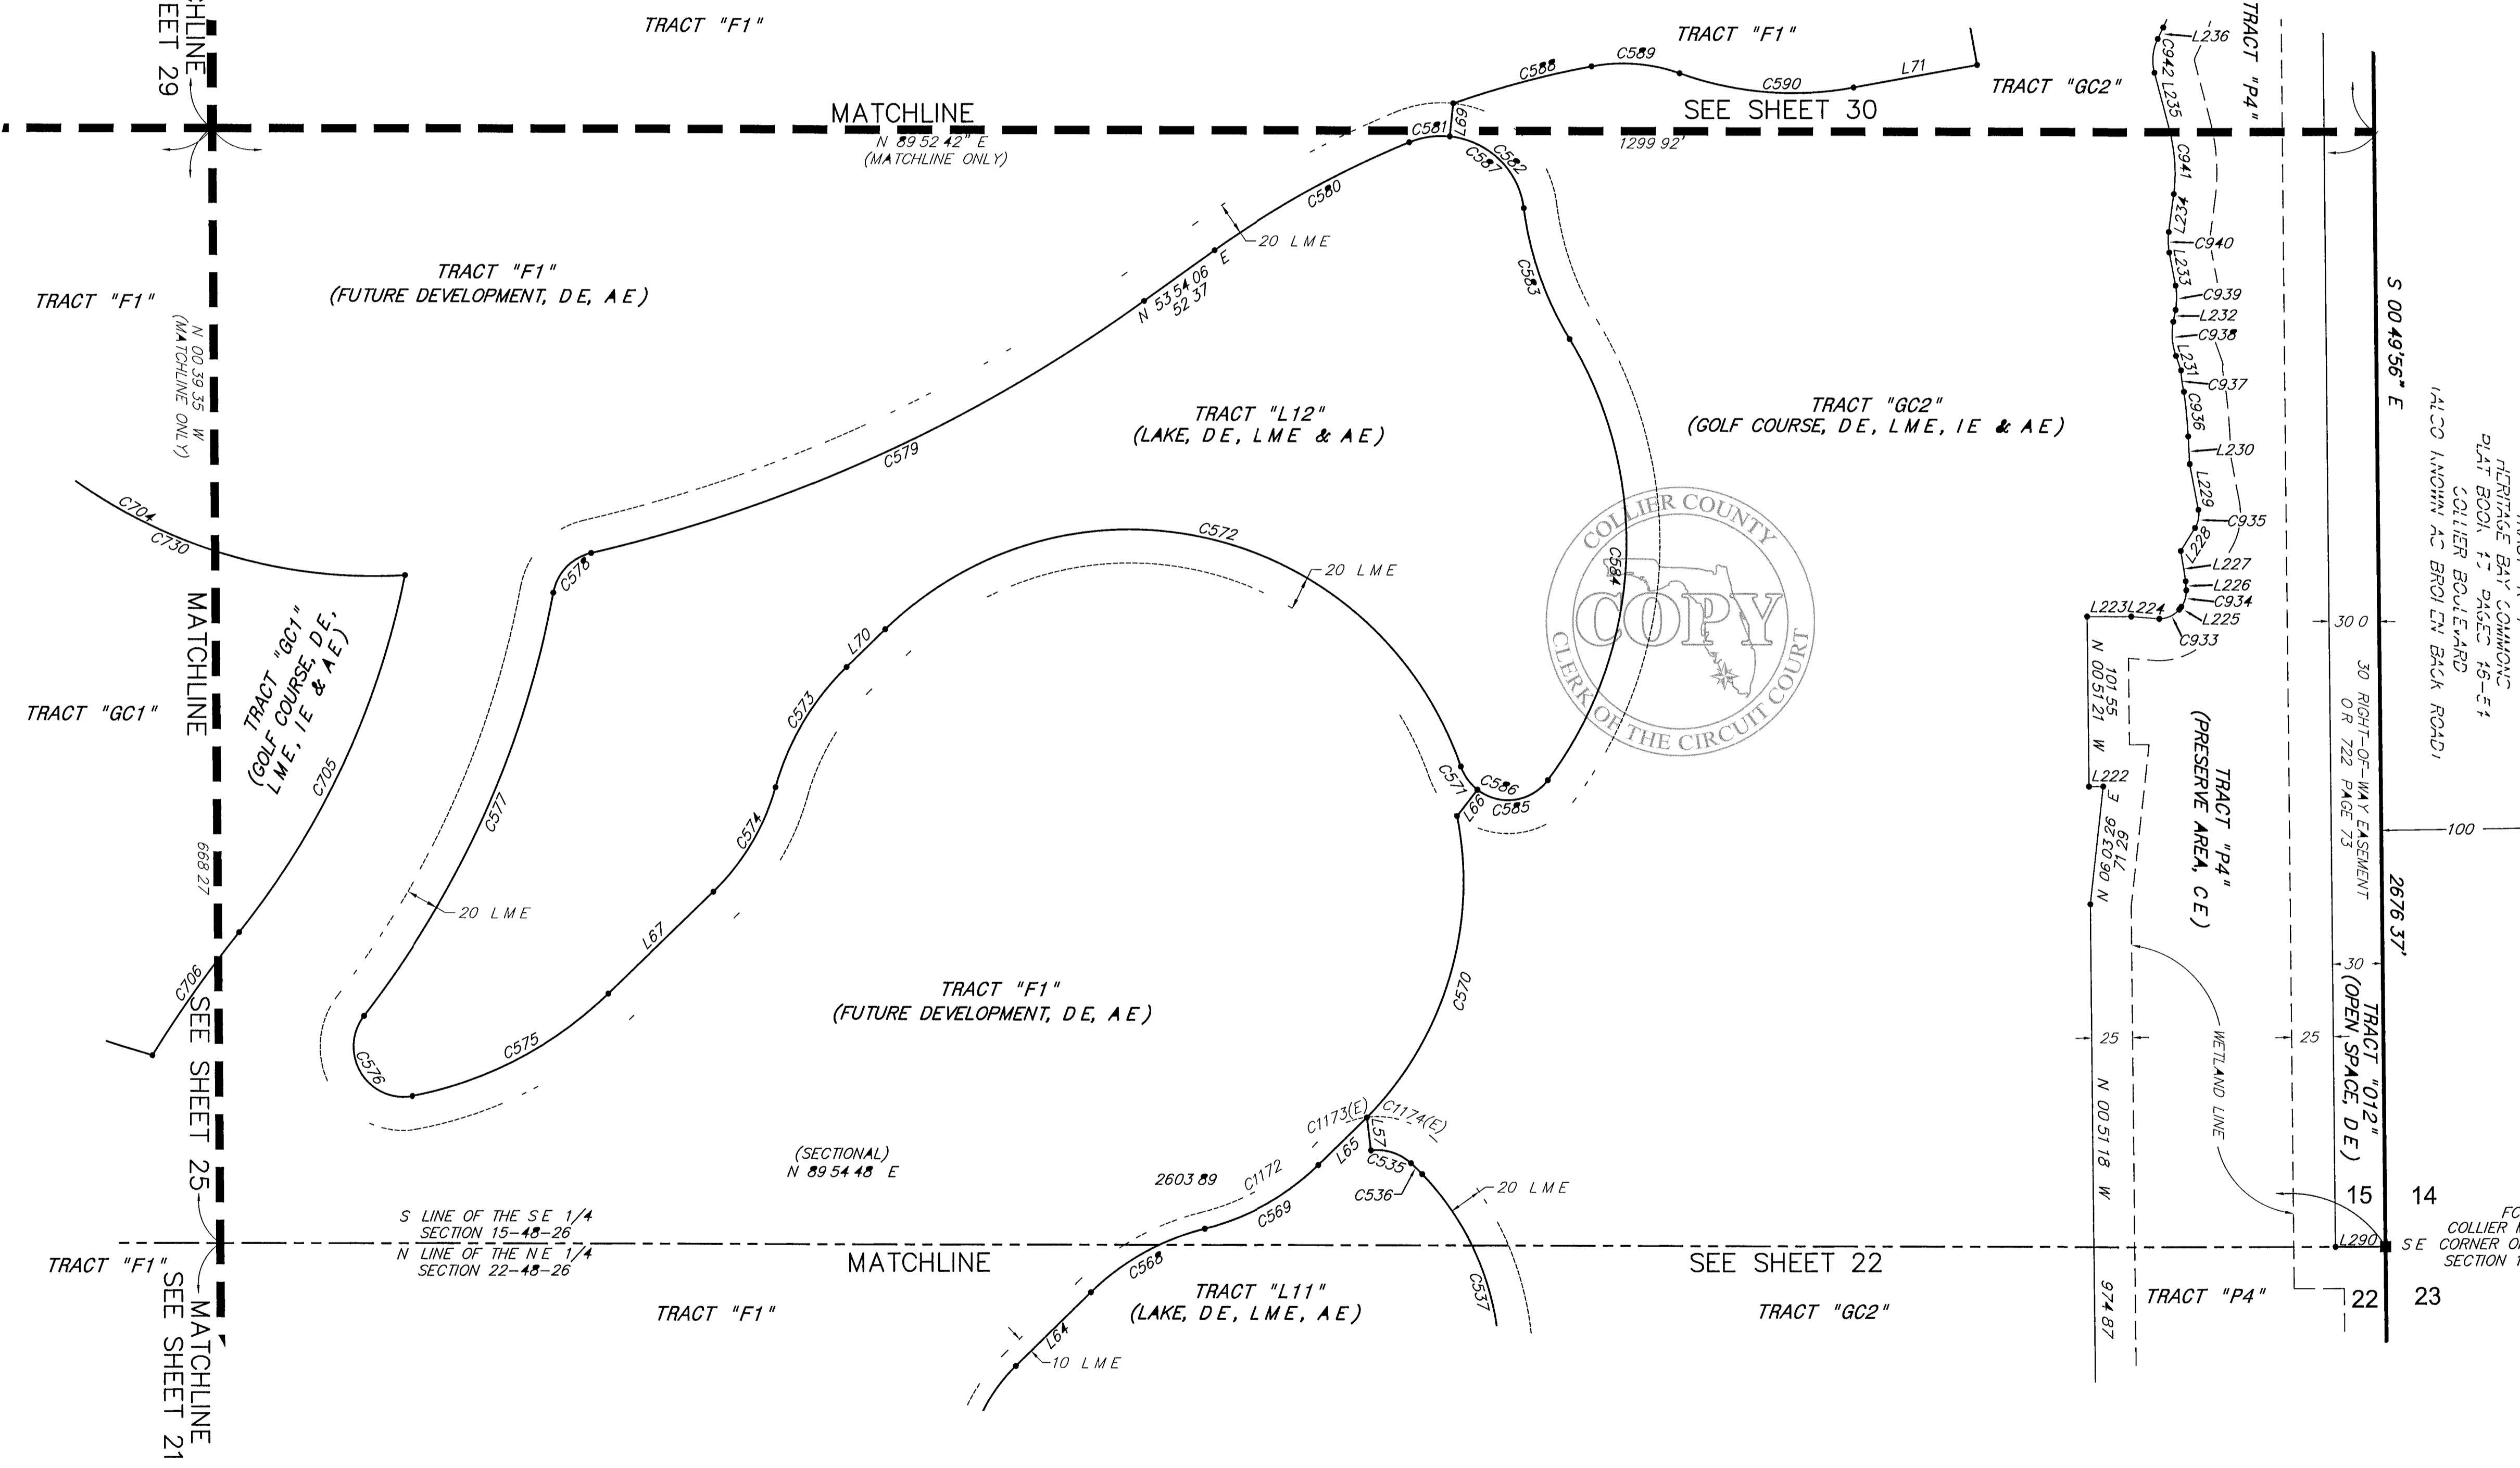 TRACT "F1"
TRACT "F1"
TRACT "P4"
L236
C942
L235
C589
C588
C590
L71
TRACT "GC2"
SHEET 29
MATCHLINE
N 89 52 42" E
(MATCHLINE ONLY)
C581
L69
SEE SHEET 30
1299 92'
C582
C587
C580
20 LME
N 53 54 06 E
52 37
C583
C941
L234
C940
L233
C939
L232
C938
L231
C937
C936
L230
L229
C935
L228
L227
L226
C934
L225
C933
L223
L224
TRACT "F1"
TRACT "F1"
(FUTURE DEVELOPMENT, D E, A E)
N 00 39 35 W
(MATCHLINE ONLY)
TRACT "L12"
(LAKE, D E, L M E & A E)
TRACT "GC2"
(GOLF COURSE, D E, L M E, I E & A E)
S 00 49'56" E
HERITAGE BAY COMMONS
COLLIER BOULEVARD
C579
C704
C730
C578
C572
20 LME
C584
COLLIER COUNTY
COPY
CLERK OF THE CIRCUIT COURT
MATCHLINE
TRACT "GC1"
(GOLF COURSE, D E,
L M E, I E & A E)
TRACT "GC1"
C705
668 27
C706
L70
C573
C574
C577
20 LME
L67
C575
C576
C571
C586
L66
C585
C570
N 00 51 21 W
101 55
L222
N 06 03 26 E
71 29
TRACT "P4"
(PRESERVE AREA, C E)
30 0
30 RIGHT-OF-WAY EASEMENT
O R 722 PAGE 73
100
2676 37'
30
TRACT "O12"
(OPEN SPACE, D E)
25
25
WETLAND LINE
N 00 51 18 W
TRACT "F1"
(FUTURE DEVELOPMENT, D E, A E)
SEE SHEET 25
C1173(E)
C1174(E)
L57
L65
C535
C536
20 LME
(SECTIONAL)
N 89 54 48 E
2603 89
C1172
C569
15
14
S LINE OF THE S E 1/4
SECTION 15-48-26
N LINE OF THE N E 1/4
SECTION 22-48-26
MATCHLINE
SEE SHEET 22
L290
COLLIER
S E CORNER
SECTION
TRACT "F1"
C568
TRACT "L11"
(LAKE, D E, L M E, A E)
C537
TRACT "F1"
TRACT "GC2"
974 87
TRACT "P4"
22
23
MATCHLINE
SEE SHEET 21
L64
10 LME